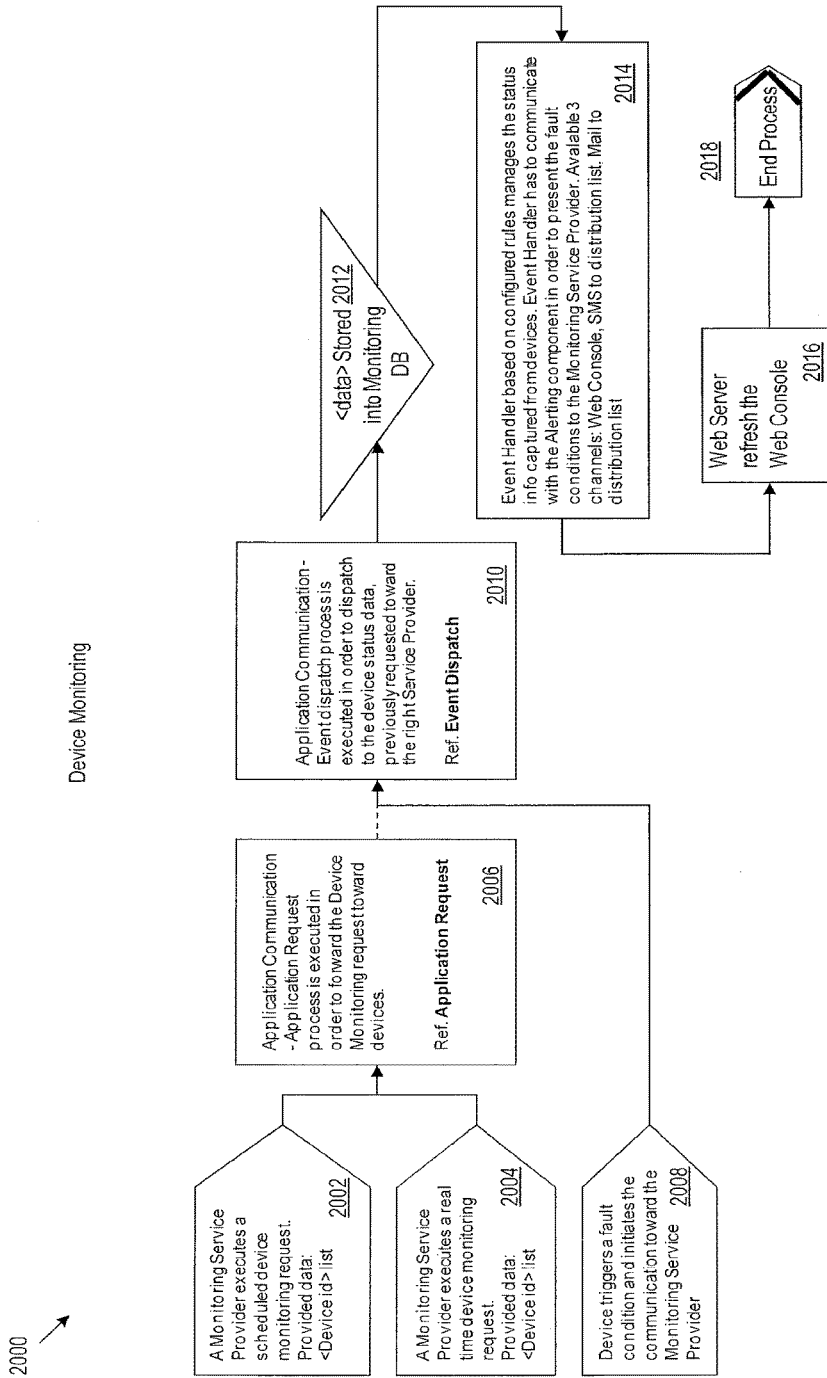 2000
Device Monitoring
A Monitoring Service
Provider executes a
scheduled device
monitoring request.
Provided data:
<Device id> list
2002
A Monitoring Service
Provider executes a real
time device monitoring
request.
Provided data:
<Device id> list
2004
Device triggers a fault
condition and initiates the
communication toward the
Monitoring Service
Provider
2008
Application Communication
- Application Request
process is executed in
order to forward the Device
Monitoring request toward
devices.
Ref. Application Request
2006
Application Communication -
Event dispatch process is
executed in order to dispatch
to the device status data,
previously requested toward
the right Service Provider.
Ref. Event Dispatch
2010
<data> Stored 2012
into Monitoring
DB
Event Handler based on configured rules manages the status
info captured from devices. Event Handler has to communicate
with the Alerting component in order to present the fault
conditions to the Monitoring Service Provider. Avalable 3
channels: Web Console, SMS to distribution list, Mail to
distribution list
2014
Web Server
refresh the
Web Console
2016
2018
End Process